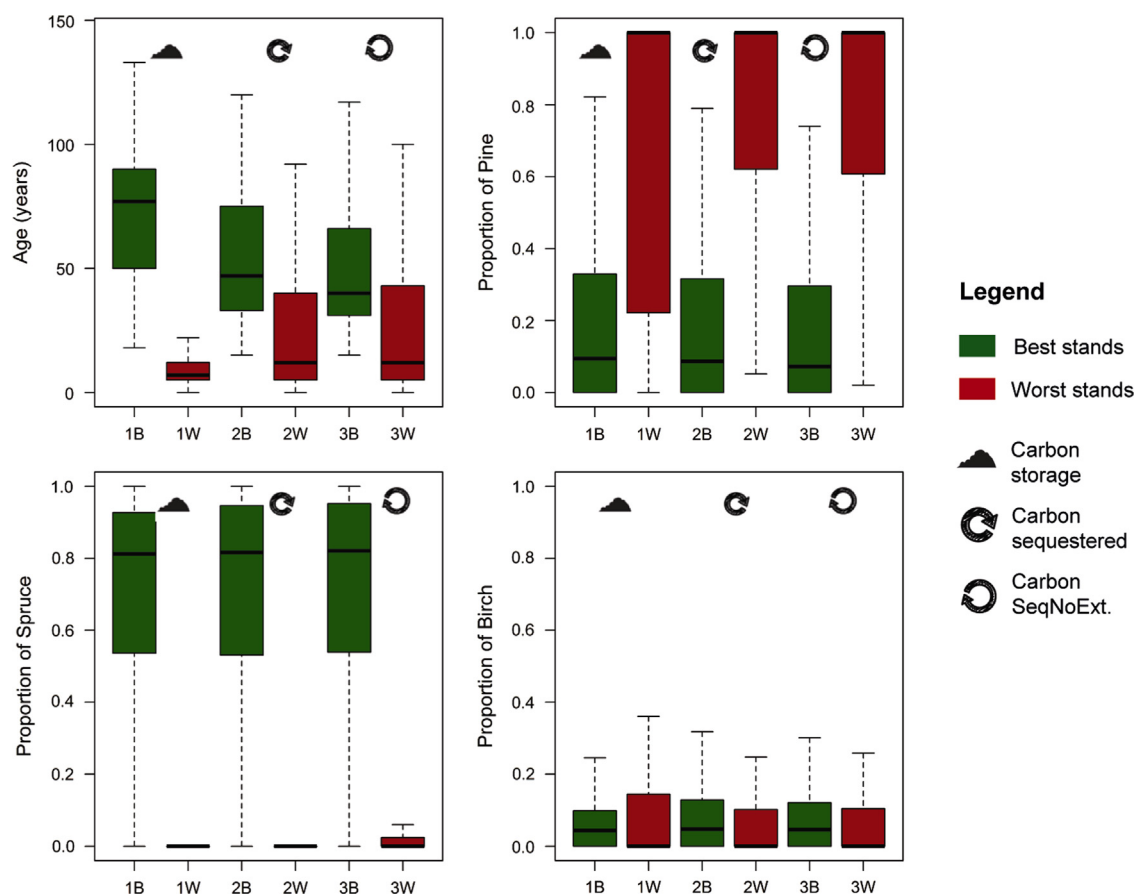 150
100
50
0
Age (years)
1B 1W 2B 2W 3B 3W
1.0
0.8
0.6
0.4
0.2
0.0
Proportion of Pine
1B 1W 2B 2W 3B 3W
1.0
0.8
0.6
0.4
0.2
0.0
Proportion of Spruce
1B 1W 2B 2W 3B 3W
1.0
0.8
0.6
0.4
0.2
0.0
Proportion of Birch
1B 1W 2B 2W 3B 3W
Legend
Best stands
Worst stands
Carbon
storage
Carbon
sequestered
Carbon
SeqNoExt.